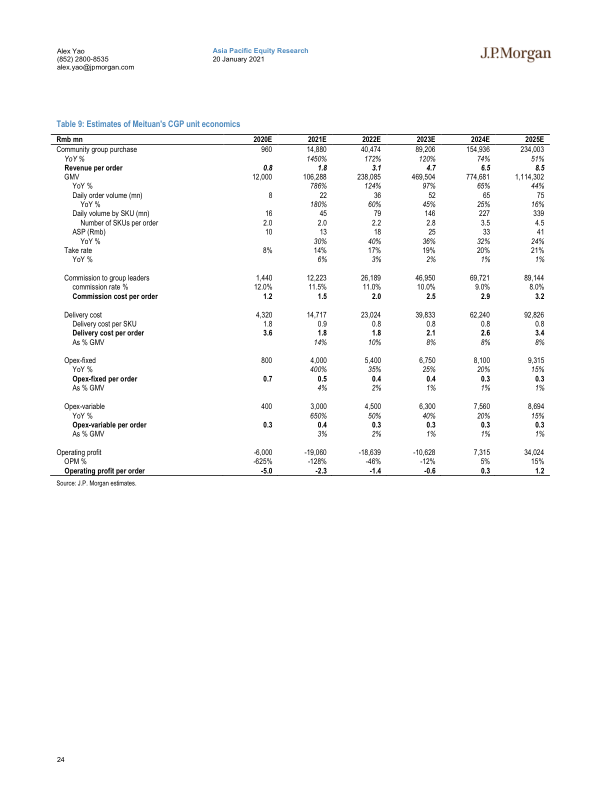 Alex Yao
(852) 2800-8535
alex.yao@jpmorgan.com
Asia Pacific Equity Research
20 January 2021
J.P.Morgan
Table 9: Estimates of Meituan's CGP unit economics
Rmb mn 2020E 2021E 2022E 2023E 2024E 2025E
Community group purchase 960 14,880 40,474 89,206 154,936 234,003
YoY % 1450% 172% 120% 74% 51%
Revenue per order 0.8 1.8 3.1 4.7 6.5 8.5
GMV 12,000 106,288 238,085 469,504 774,681 1,114,302
YoY % 786% 124% 97% 65% 44%
Daily order volume (mn) 8 22 36 52 65 75
YoY % 180% 60% 45% 25% 16%
Daily volume by SKU (mn) 16 45 79 146 227 339
Number of SKUs per order 2.0 2.0 2.2 2.8 3.5 4.5
ASP (Rmb) 10 13 18 25 33 41
YoY % 30% 40% 36% 32% 24%
Take rate 8% 14% 17% 19% 20% 21%
YoY % 6% 3% 2% 1% 1%
Commission to group leaders 1,440 12,223 26,189 46,950 69,721 89,144
commission rate % 12.0% 11.5% 11.0% 10.0% 9.0% 8.0%
Commission cost per order 1.2 1.5 2.0 2.5 2.9 3.2
Delivery cost 4,320 14,717 23,024 39,833 62,240 92,826
Delivery cost per SKU 1.8 0.9 0.8 0.8 0.8 0.8
Delivery cost per order 3.6 1.8 1.8 2.1 2.6 3.4
As % GMV 14% 10% 8% 8% 8%
Opex-fixed 800 4,000 5,400 6,750 8,100 9,315
YoY % 400% 35% 25% 20% 15%
Opex-fixed per order 0.7 0.5 0.4 0.4 0.3 0.3
As % GMV 4% 2% 1% 1% 1%
Opex-variable 400 3,000 4,500 6,300 7,560 8,694
YoY % 650% 50% 40% 20% 15%
Opex-variable per order 0.3 0.4 0.3 0.3 0.3 0.3
As % GMV 3% 2% 1% 1% 1%
Operating profit -6,000 -19,060 -18,639 -10,628 7,315 34,024
OPM % -625% -128% -46% -12% 5% 15%
Operating profit per order -5.0 -2.3 -1.4 -0.6 0.3 1.2
Source: J.P. Morgan estimates.
24